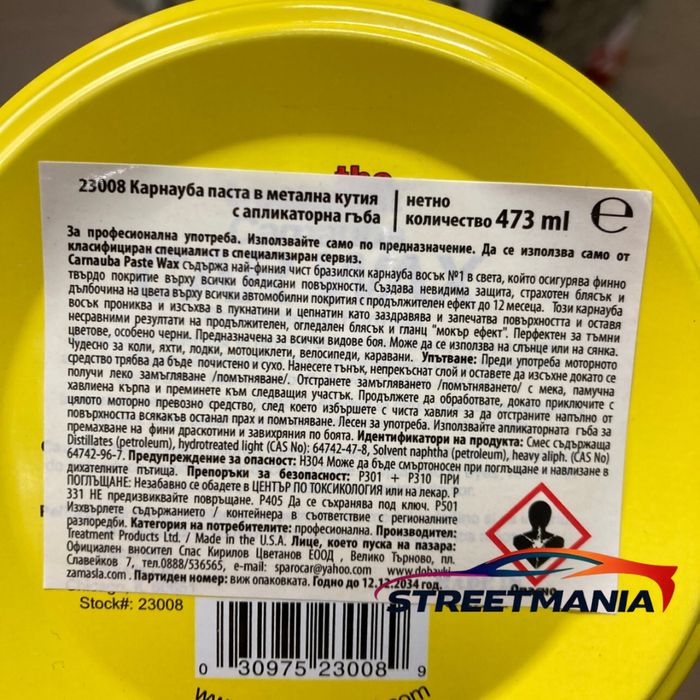 the
23008 Карнауба паста в метална кутия
с апликаторна гъба
нетно
количество 473 ml
e
За професионална употреба. Използвайте само по предназначение. Да се използва само от
класифициран специалист в специализиран сервиз.
Carnauba Paste Wax съдържа най-финия чист бразилски карнауба восък №1 в света, който осигурява финно
твърдо покритие върху всички боядисани повърхности. Създава невидима защита, страхотен блясък и
дълбочина на цвета върху всички автомобилни покрития с продължителен ефект до 12 месеца. Този карнауба
восък прониква и изсъхва в пукнатини и цепнатин като заздравява и запечатва повърхността и оставя
несравними резултати на продължителен, огледален блясък и гланц "мокър ефект". Перфектен за тъмни
цветове, особено черни. Предназначена за всички видове боя. Може да се използва на слънце или на сянка.
Чудесно за коли, яхти, лодки, мотоциклети, велосипеди, каравани. Упътване: Преди употреба моторното
средство трябва да бъде почистено и сухо. Нанесете тънък, непрекъснат слой и оставете да изсъхне докато се
получи леко замъгляване /помътняване/. Отстранете замъгляването /помътняването/ с мека, памучна
хавлиена кърпа и преминете към следващия участък. Продължете да обработвате, докато приключите с
цялото моторно превозно средство, след което избършете с чиста хавлия за да отстраните напълно от
повърхността всякакъв останал прах и помътняване. Лесен за употреба. Използвайте апликаторната гъба за
премахване на фини драскотини и завихряния по боята. Идентификатори на продукта: Смес съдържаща
Distillates (petroleum), hydrotreated light (CAS No): 64742-47-8, Solvent naphtha (petroleum), heavy aliph. (CAS No)
64742-96-7. Предупреждение за опасност: H304 Може да бъде смъртоносен при поглъщане и навлизане в
дихателните пътища. Препоръки за безопасност: P301 + P310 ПРИ
ПОГЛЪЩАНЕ: Незабавно се обадете в ЦЕНТЪР ПО ТОКСИКОЛОГИЯ или на лекар. P
331 НЕ предизвиквайте повръщане. P405 Да се съхранява под ключ. P501
Изхвърлете съдържанието / контейнера в съответствие с регионалните
разпоредби. Категория на потребителите: професионална. Произведено:
Treatment Products Ltd. / Made in the U.S.A. Лице, което пуска на пазара:
Официален вносител Спас Кирилов Цветанов ЕООД, Велико Търново, пл.
Славейков 7, тел.0888/536565, e-mail: sparocar@yahoo.com www.dobavki-
zamasla.com. Партиден номер: виж опаковката. Годно до 12.12.2034 год.
Опасно
STREETMANIA
Stock#: 23008
0 30975 23008 9